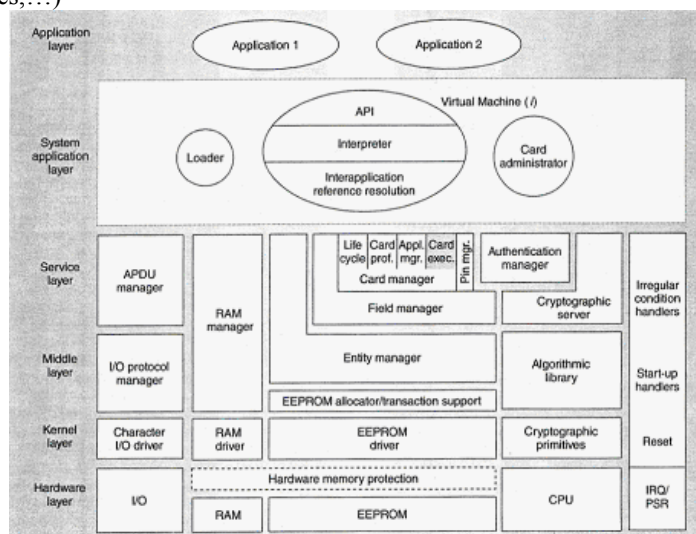 es,…)
Application
layer
Application 1
Application 2
Virtual Machine (I)
API
System
application
layer
Loader
Interpreter
Card
administrator
Interapplication
reference resolution
Service
layer
APDU
manager
RAM
manager
Life
cycle
Card
prof.
Appl.
mgr.
Card
exec.
Pin mgr.
Card manager
Authentication
manager
Field manager
Cryptographic
server
Irregular
condition
handlers
Middle
layer
I/O protocol
manager
Entity manager
Algorithmic
library
Start-up
handlers
EEPROM allocator/transaction support
Kernel
layer
Character
I/O driver
RAM
driver
EEPROM
driver
Cryptographic
primitives
Reset
Hardware
layer
I/O
Hardware memory protection
RAM
EEPROM
CPU
IRQ/
PSR